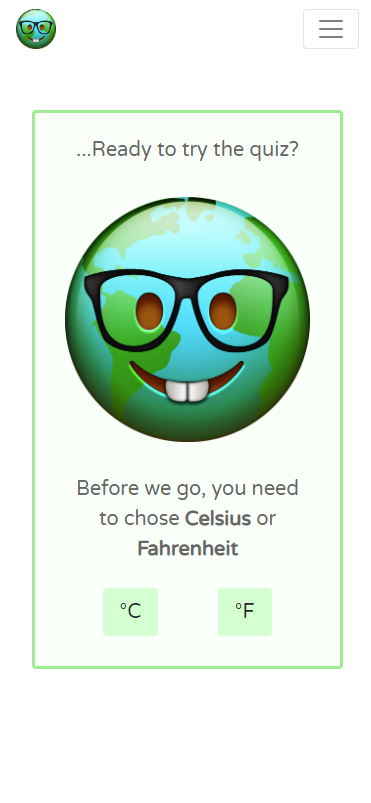 ...Ready to try the quiz?
Before we go, you need
to chose Celsius or
Fahrenheit
°C
°F